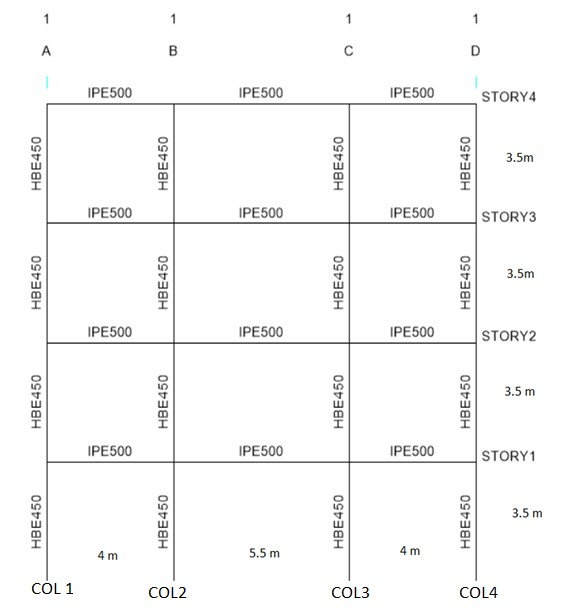 1 1 1 1
A B C D
IPE500 IPE500 IPE500 STORY4
HBE450 HBE450 HBE450 HBE450 3.5m
IPE500 IPE500 IPE500 STORY3
HBE450 HBE450 HBE450 HBE450 3.5m
IPE500 IPE500 IPE500 STORY2
HBE450 HBE450 HBE450 HBE450 3.5 m
IPE500 IPE500 IPE500 STORY1
HBE450 HBE450 HBE450 HBE450 3.5 m
4 m 5.5 m 4 m
COL 1 COL2 COL3 COL4